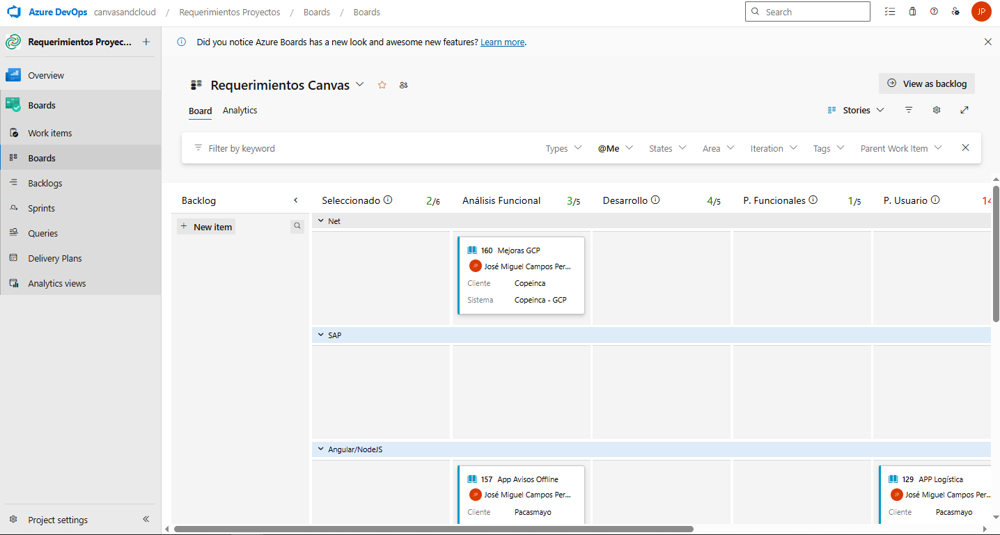 Azure DevOps canvasandcloud / Requerimientos Proyectos / Boards / Boards
Search
JP
Requerimientos Proyec... +
Did you notice Azure Boards has a new look and awesome new features? Learn more.
Overview
Boards
Work items
Boards
Backlogs
Sprints
Queries
Delivery Plans
Analytics views
Project settings
Requerimientos Canvas
View as backlog
Board Analytics
Stories
Filter by keyword
Types @Me States Area Iteration Tags Parent Work Item
Backlog
Seleccionado 2/6
Análisis Funcional 3/5
Desarrollo 4/5
P. Funcionales 1/5
P. Usuario 14
+ New item
Net
160 Mejoras GCP
JP José Miguel Campos Per...
Cliente Copeinca
Sistema Copeinca - GCP
SAP
Angular/NodeJS
157 App Avisos Offline
JP José Miguel Campos Per...
Cliente Pacasmayo
129 APP Logística
JP José Miguel Campos Per...
Cliente Pacasmayo